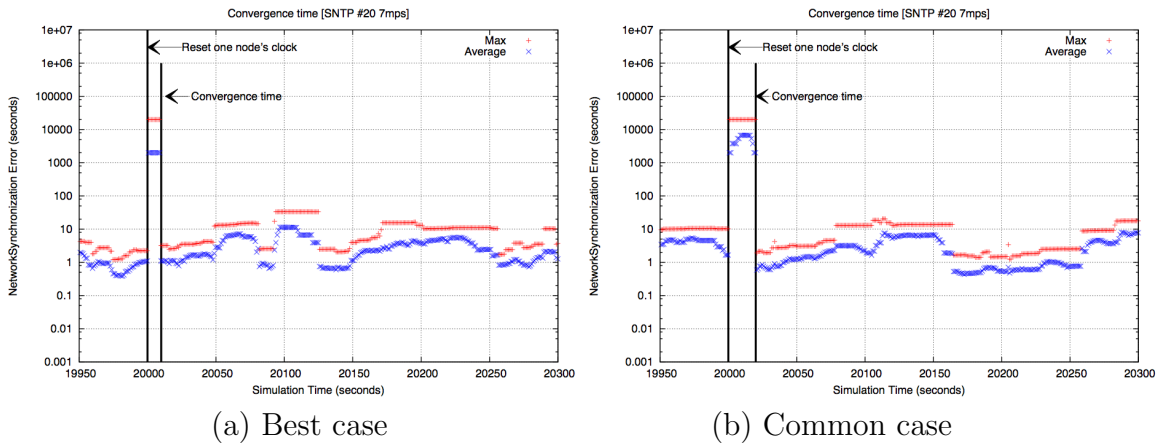 Convergence time [SNTP #20 7mps]
1e+07
1e+06
100000
10000
1000
100
10
1
0.1
0.01
0.001
NetworkSynchronization Error (seconds)
Reset one node's clock
Convergence time
Max
Average
19950 20000 20050 20100 20150 20200 20250 20300
Simulation Time (seconds)
(a) Best case
Convergence time [SNTP #20 7mps]
1e+07
1e+06
100000
10000
1000
100
10
1
0.1
0.01
0.001
NetworkSynchronization Error (seconds)
Reset one node's clock
Convergence time
Max
Average
19950 20000 20050 20100 20150 20200 20250 20300
Simulation Time (seconds)
(b) Common case